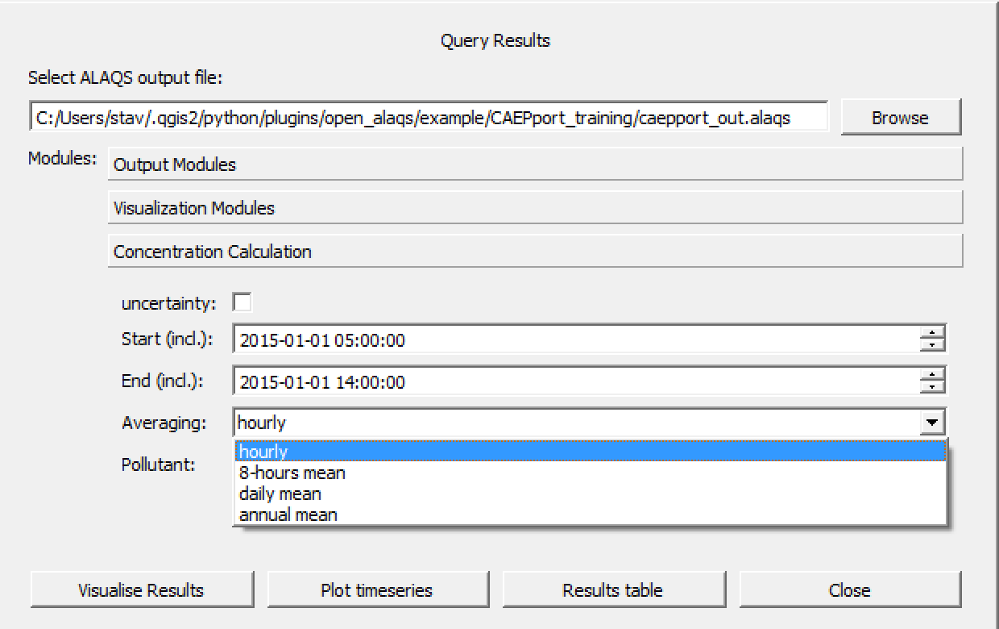 Query Results
Select ALAQS output file:
C:/Users/stav/.qgis2/python/plugins/open_alaqs/example/CAEPport_training/caepport_out.alaqs Browse
Modules: Output Modules
Visualization Modules
Concentration Calculation
uncertainty:
Start (incl.): 2015-01-01 05:00:00
End (incl.): 2015-01-01 14:00:00
Averaging: hourly
hourly
Pollutant: 8-hours mean
daily mean
annual mean
Visualise Results Plot timeseries Results table Close